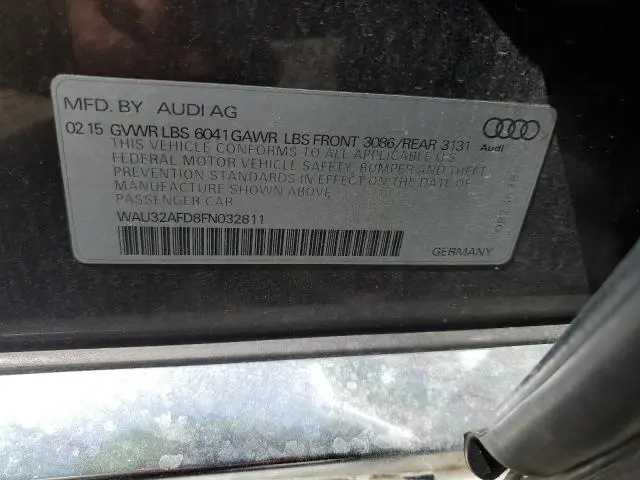 MFD. BY AUDI AG
02 15 GVWR LBS 6041 GAWR LBS FRONT 3086/REAR 3131
THIS VEHICLE CONFORMS TO ALL APPLICABLE U.S
FEDERAL MOTOR VEHICLE SAFETY, BUMPER AND THEFT
PREVENTION STANDARDS IN EFFECT ON THE DATE OF
MANUFACTURE SHOWN ABOVE
PASSENGER CAR
WAU32AFD8FN032811
Audi
GERMANY